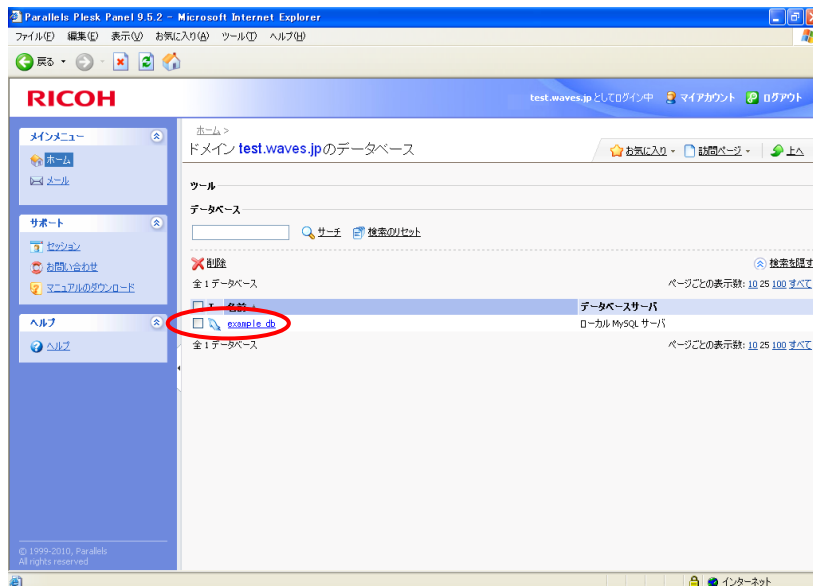 Parallels Plesk Panel 9.5.2 - Microsoft Internet Explorer
ファイル(F) 編集(E) 表示(V) お気に入り(A) ツール(T) ヘルプ(H)
戻る
RICOH
test.waves.jp としてログイン中 マイアカウント ログアウト
メインメニュー
ホーム
メール
サポート
セッション
お問い合わせ
マニュアルのダウンロード
ヘルプ
ヘルプ
© 1999-2010, Parallels
All rights reserved
ホーム >
ドメイン test.waves.jpのデータベース
お気に入り 訪問ページ 上へ
ツール
データベース
サーチ 検索のリセット
削除 検索を隠す
全 1 データベース ページごとの表示数: 10 25 100 すべて
T 名前 データベースサーバ
example_db ローカル MySQL サーバ
全 1 データベース ページごとの表示数: 10 25 100 すべて
インターネット